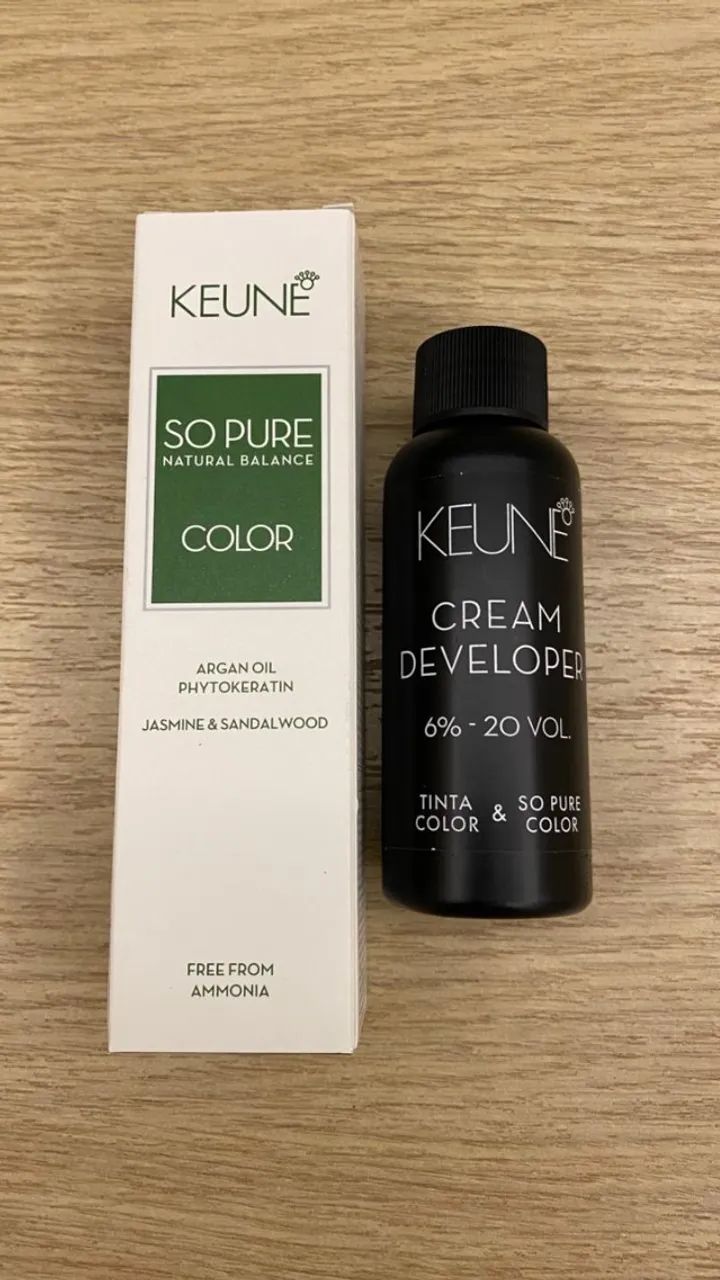 KEUNE
SO PURE
NATURAL BALANCE
COLOR
ARGAN OIL
PHYTOKERATIN
JASMINE & SANDALWOOD
FREE FROM
AMMONIA
KEUNE
CREAM
DEVELOPER
6% - 20 VOL.
TINTA COLOR & SO PURE COLOR